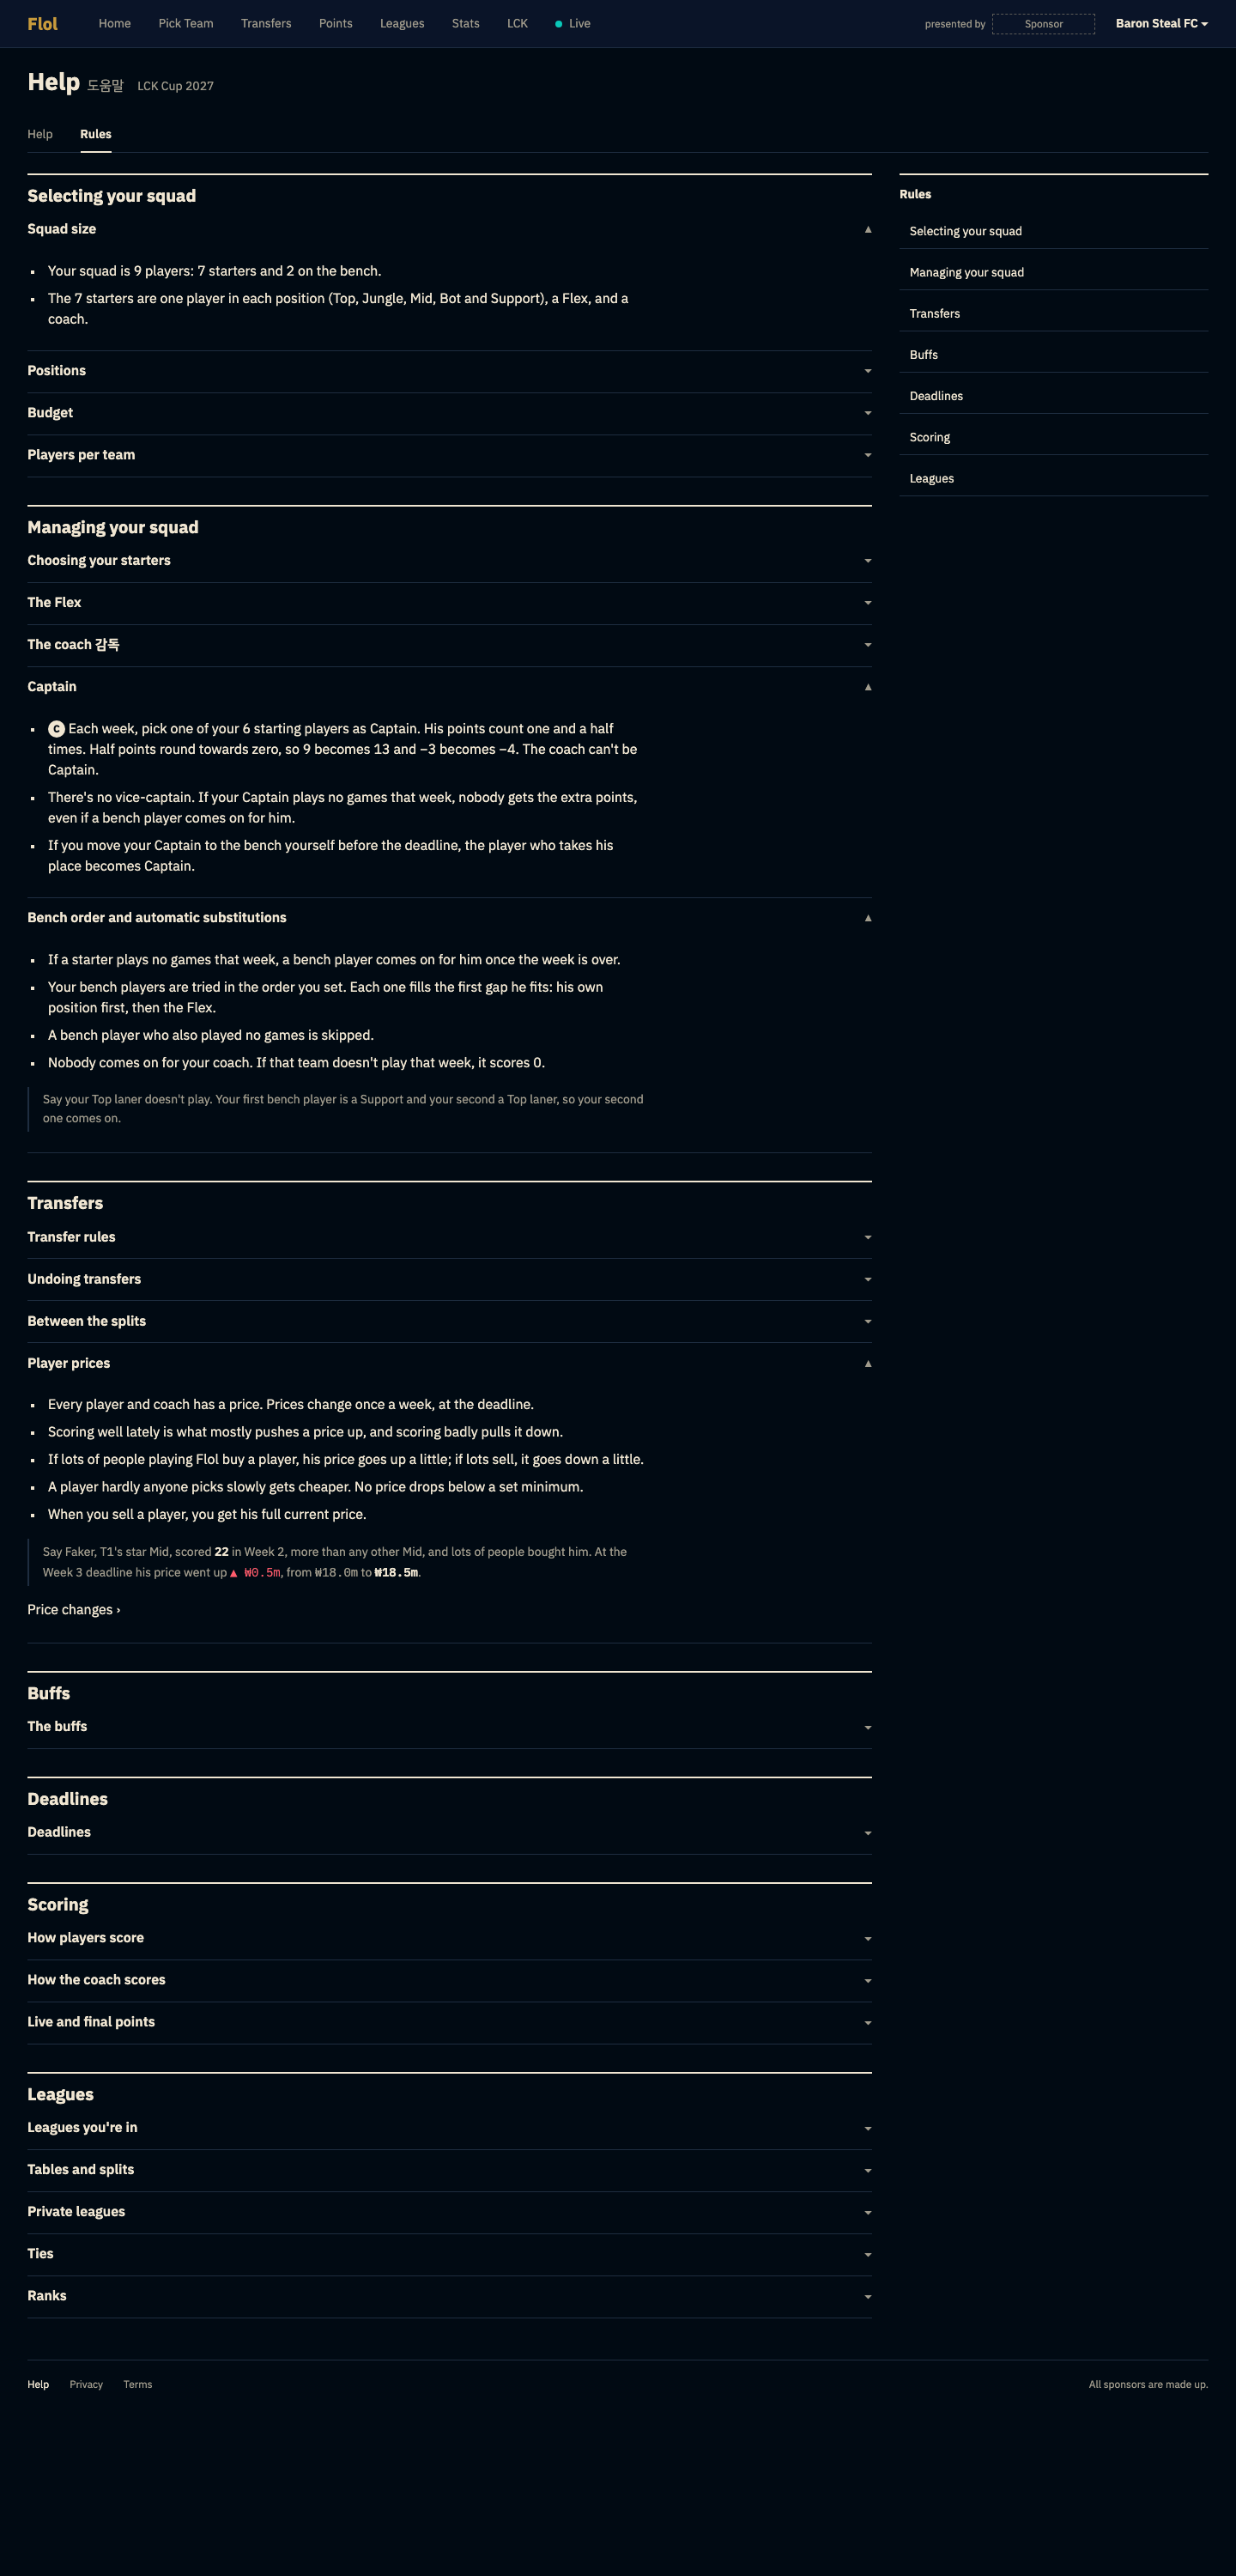 Flol Home Pick Team Transfers Points Leagues Stats LCK Live presented by Sponsor Baron Steal FC
Help 도움말 LCK Cup 2027
Help Rules
Selecting your squad
Squad size
Your squad is 9 players: 7 starters and 2 on the bench.
The 7 starters are one player in each position (Top, Jungle, Mid, Bot and Support), a Flex, and a
coach.
Positions
Budget
Players per team
Managing your squad
Choosing your starters
The Flex
The coach 감독
Captain
C Each week, pick one of your 6 starting players as Captain. His points count one and a half
times. Half points round towards zero, so 9 becomes 13 and −3 becomes −4. The coach can't be
Captain.
There's no vice-captain. If your Captain plays no games that week, nobody gets the extra points,
even if a bench player comes on for him.
If you move your Captain to the bench yourself before the deadline, the player who takes his
place becomes Captain.
Bench order and automatic substitutions
If a starter plays no games that week, a bench player comes on for him once the week is over.
Your bench players are tried in the order you set. Each one fills the first gap he fits: his own
position first, then the Flex.
A bench player who also played no games is skipped.
Nobody comes on for your coach. If that team doesn't play that week, it scores 0.
Say your Top laner doesn't play. Your first bench player is a Support and your second a Top laner, so your second
one comes on.
Transfers
Transfer rules
Undoing transfers
Between the splits
Player prices
Every player and coach has a price. Prices change once a week, at the deadline.
Scoring well lately is what mostly pushes a price up, and scoring badly pulls it down.
If lots of people playing Flol buy a player, his price goes up a little; if lots sell, it goes down a little.
A player hardly anyone picks slowly gets cheaper. No price drops below a set minimum.
When you sell a player, you get his full current price.
Say Faker, T1's star Mid, scored 22 in Week 2, more than any other Mid, and lots of people bought him. At the
Week 3 deadline his price went up ▲ ₩0.5m, from ₩18.0m to ₩18.5m.
Price changes ›
Buffs
The buffs
Deadlines
Deadlines
Scoring
How players score
How the coach scores
Live and final points
Leagues
Leagues you're in
Tables and splits
Private leagues
Ties
Ranks
Rules
Selecting your squad
Managing your squad
Transfers
Buffs
Deadlines
Scoring
Leagues
Help Privacy Terms All sponsors are made up.